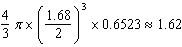 4/3 π × (1.68/2)³ × 0.6523 ≈ 1.62